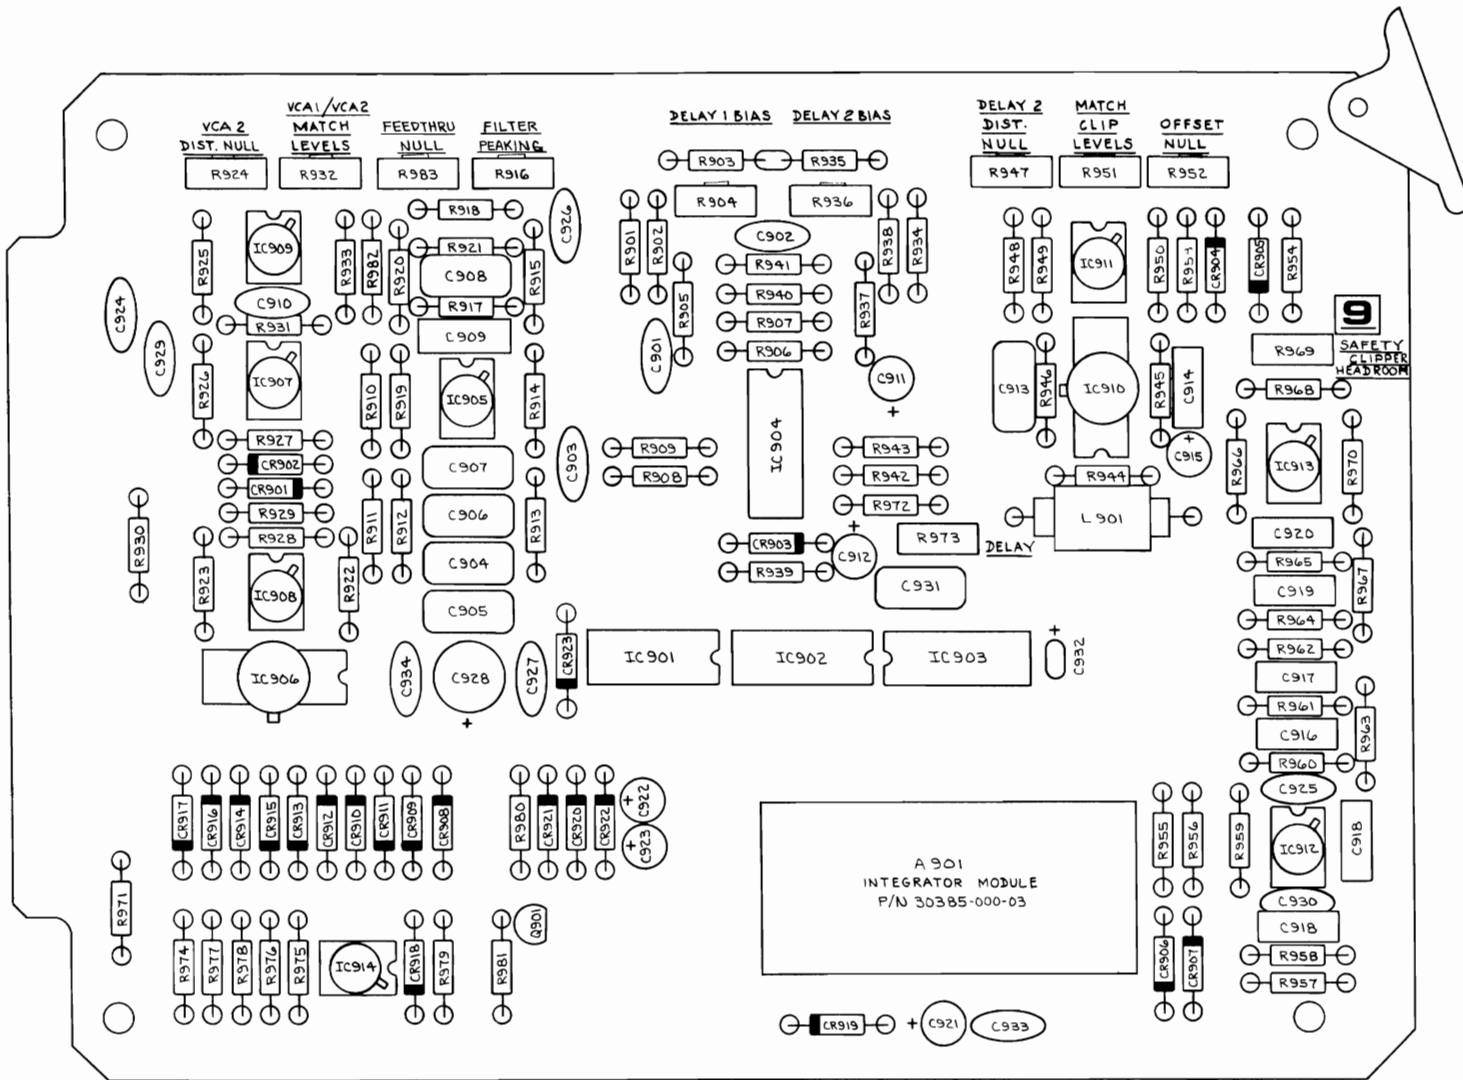 VCA 2
DIST. NULL
VCA1/VCA2
MATCH
LEVELS
FEEDTHRU
NULL
FILTER
PEAKING
DELAY 1 BIAS
DELAY 2 BIAS
DELAY 2
DIST.
NULL
MATCH
CLIP
LEVELS
OFFSET
NULL
R924
R932
R983
R916
R903
R935
R904
R936
R947
R951
R952
R918
C926
R925
IC909
R933
R982
R920
R921
C908
R915
R917
C909
C910
R931
C924
C929
R926
IC907
R910
R919
IC905
R914
R901
R902
C902
R905
R941
R940
R907
R906
R937
R938
R934
C901
C911
+
R948
R949
IC911
R950
R953
CR904
CR905
R954
9
SAFETY
CLIPPER
HEADROOM
R969
R968
C913
R946
IC910
R945
C914
+
C915
R944
L901
R966
IC913
R970
R927
CR902
CR901
R929
R928
R930
R923
IC908
R922
R911
R912
C907
C906
C904
C905
R913
C903
R909
R908
IC904
R943
R942
R972
CR903
R939
+
C912
R973
DELAY
C931
C920
R965
C919
R967
R964
R962
C917
R961
C916
R963
R960
C925
IC906
C934
C928
+
C927
CR923
IC901
IC902
IC903
+
C932
CR917
CR916
CR914
CR915
CR913
CR912
CR910
CR911
CR909
CR908
R980
CR921
CR920
CR922
+
C922
+
C923
A901
INTEGRATOR MODULE
P/N 30385-000-03
R955
R956
R959
IC912
C918
C930
C918
R958
R957
CR906
CR907
R971
R974
R977
R978
R976
R975
IC914
CR918
R979
R981
Q901
CR919
+
C921
C933